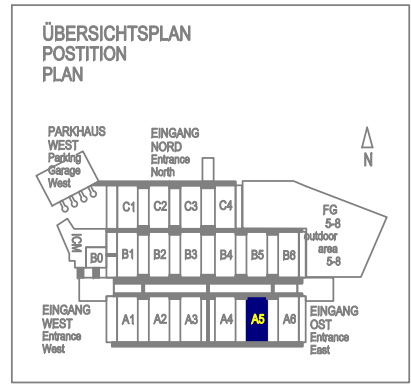 ÜBERSICHTSPLAN
POSTITION
PLAN
PARKHAUS
WEST
Parking
Garage
West
EINGANG
NORD
Entrance
North
N
C1 C2 C3 C4
FG
5-8
outdoor
area
5-8
ICM
B0 B1 B2 B3 B4 B5 B6
EINGANG
WEST
Entrance
West
A1 A2 A3 A4 A5 A6
EINGANG
OST
Entrance
East